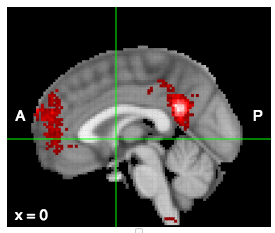 A P
x = 0